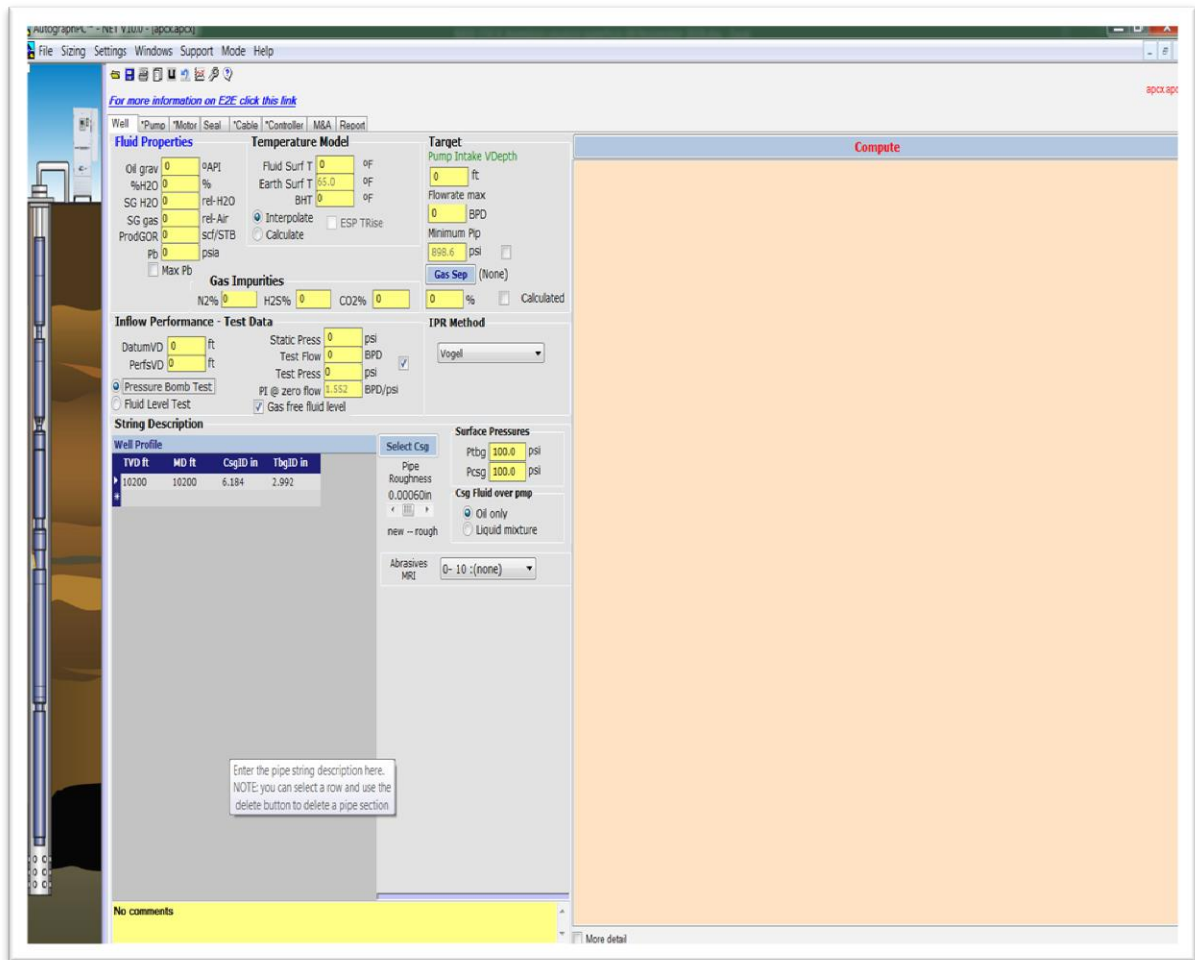 AutographPC™ - .NET V10.0 - [apcx.apcx]
File Sizing Settings Windows Support Mode Help
apcx.apc
For more information on E2E click this link
Well *Pump *Motor Seal *Cable *Controller M&A Report
Fluid Properties
Oil grav 0 ºAPI
%H2O 0 %
SG H2O 0 rel-H2O
SG gas 0 rel-Air
ProdGOR 0 scf/STB
Pb 0 psia
Max Pb
Temperature Model
Fluid Surf T 0 ºF
Earth Surf T 65.0 ºF
BHT 0 ºF
Interpolate ESP TRise
Calculate
Gas Impurities
N2% 0 H2S% 0 CO2% 0
Target
Pump Intake VDepth
0 ft
Flowrate max
0 BPD
Minimum Pip
898.6 psi
Gas Sep (None)
0 % Calculated
Inflow Performance - Test Data
DatumVD 0 ft
PerfsVD 0 ft
Pressure Bomb Test
Fluid Level Test
Static Press 0 psi
Test Flow 0 BPD
Test Press 0 psi
PI @ zero flow 1.552 BPD/psi
Gas free fluid level
IPR Method
Vogel
String Description
Well Profile
TVD ft MD ft CsgID in TbgID in
10200 10200 6.184 2.992
Select Csg
Pipe
Roughness
0.00060in
new -- rough
Surface Pressures
Ptbg 100.0 psi
Pcsg 100.0 psi
Csg Fluid over pmp
Oil only
Liquid mixture
Abrasives
MRI
0- 10 :(none)
Enter the pipe string description here.
NOTE: you can select a row and use the
delete button to delete a pipe section
No comments
Compute
More detail